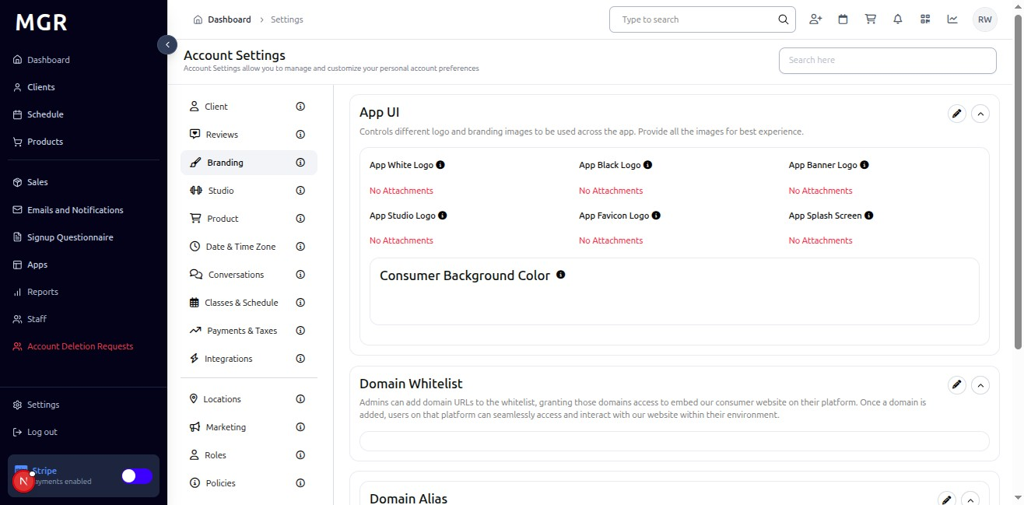 MGR
Dashboard
Clients
Schedule
Products
Sales
Emails and Notifications
Signup Questionnaire
Apps
Reports
Staff
Account Deletion Requests
Settings
Log out
Stripe
ayments enabled
N
Dashboard > Settings
Type to search
RW
Account Settings
Account Settings allow you to manage and customize your personal account preferences
Search here
Client
Reviews
Branding
Studio
Product
Date & Time Zone
Conversations
Classes & Schedule
Payments & Taxes
Integrations
Locations
Marketing
Roles
Policies
App UI
Controls different logo and branding images to be used across the app. Provide all the images for best experience.
App White Logo App Black Logo App Banner Logo
No Attachments No Attachments No Attachments
App Studio Logo App Favicon Logo App Splash Screen
No Attachments No Attachments No Attachments
Consumer Background Color
Domain Whitelist
Admins can add domain URLs to the whitelist, granting those domains access to embed our consumer website on their platform. Once a domain is
added, users on that platform can seamlessly access and interact with our website within their environment.
Domain Alias